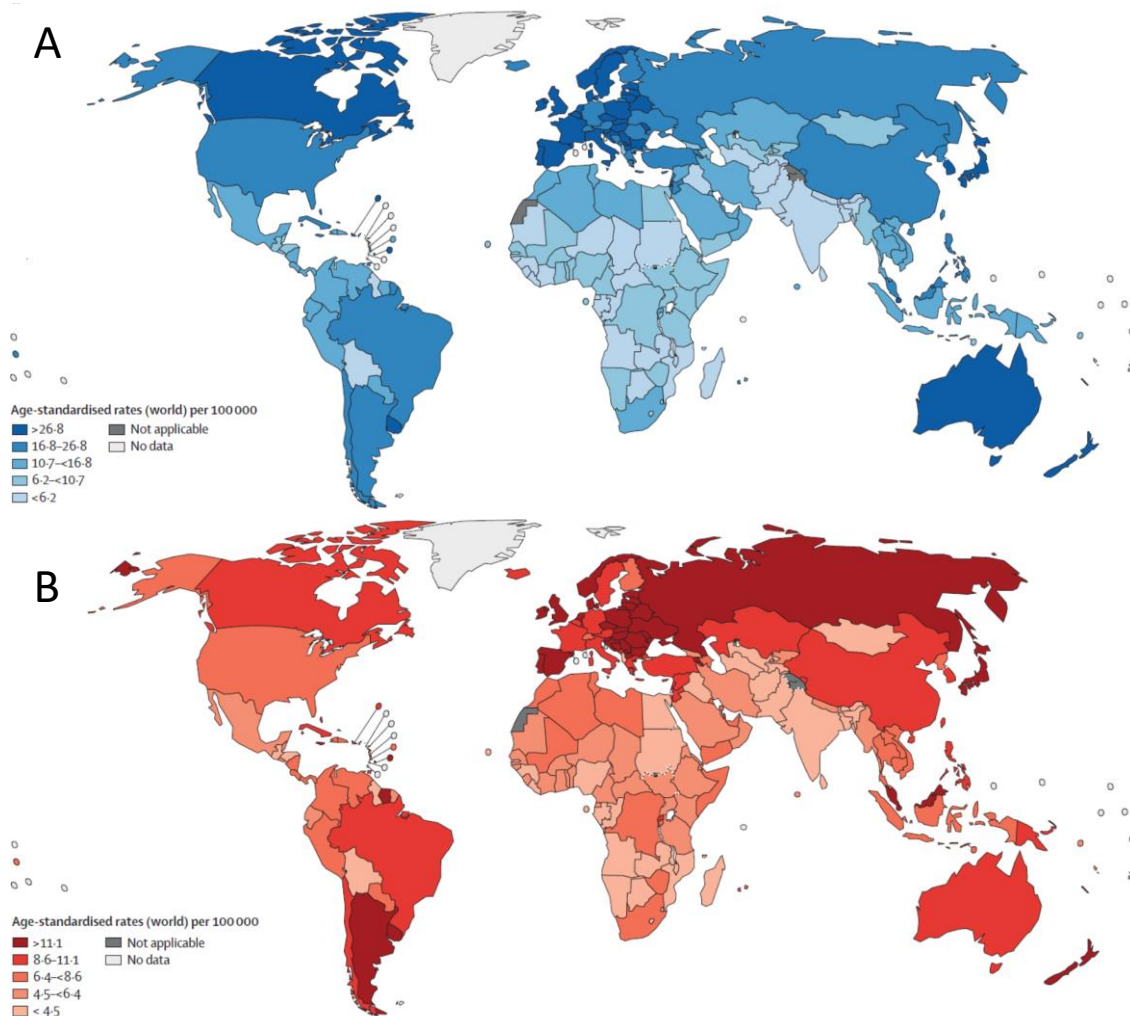 A
Age-standardised rates (world) per 100 000
>26·8
Not applicable
16·8–26·8
No data
10·7–<16·8
6·2–<10·7
<6·2
B
Age-standardised rates (world) per 100 000
>11·1
Not applicable
8·6–11·1
No data
6·4–<8·6
4·5–<6·4
< 4·5